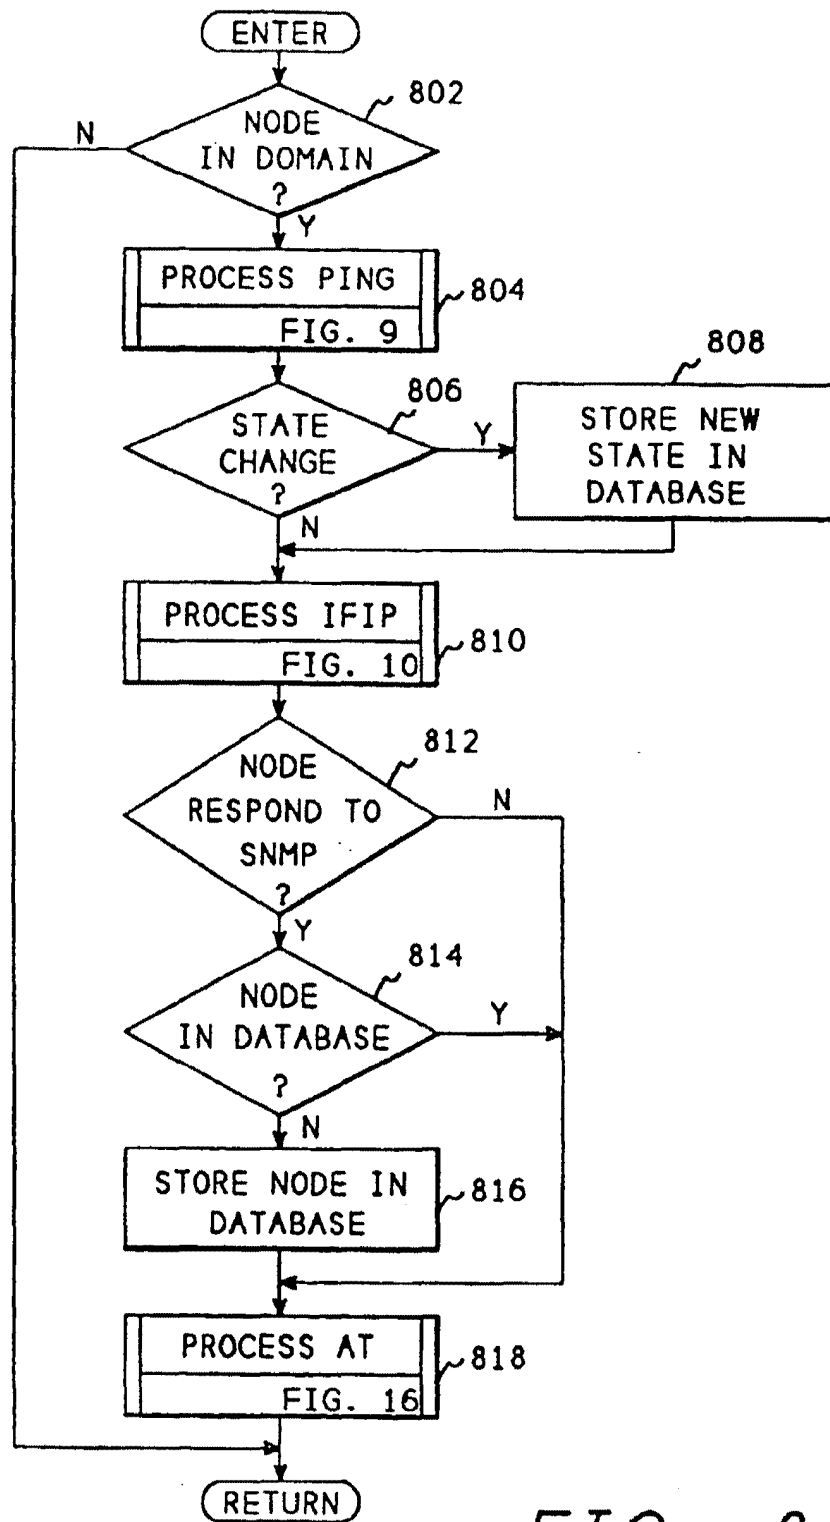 ENTER
802
N
NODE
IN DOMAIN
?
Y
PROCESS PING
804
FIG. 9
808
806
STATE
CHANGE
?
Y
STORE NEW
STATE IN
DATABASE
N
PROCESS IFIP
810
FIG. 10
812
NODE
RESPOND TO
SNMP
?
N
Y
814
NODE
IN DATABASE
?
Y
N
STORE NODE IN
DATABASE
816
PROCESS AT
818
FIG. 16
RETURN